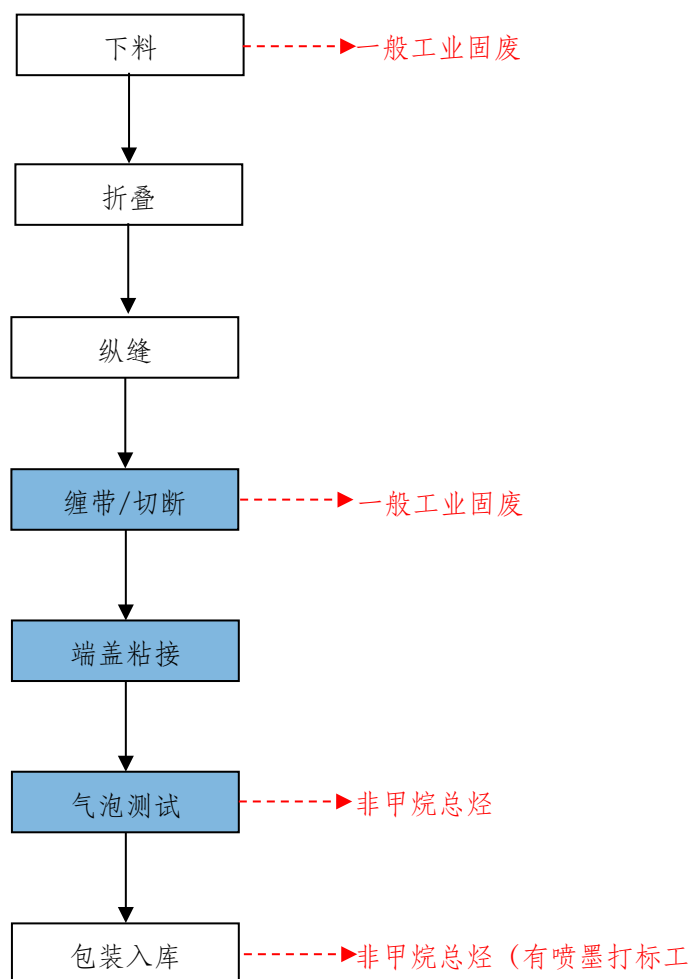 下料
一般工业固废
折叠
纵缝
缠带/切断
一般工业固废
端盖粘接
气泡测试
非甲烷总烃
包装入库
非甲烷总烃（有喷墨打标工